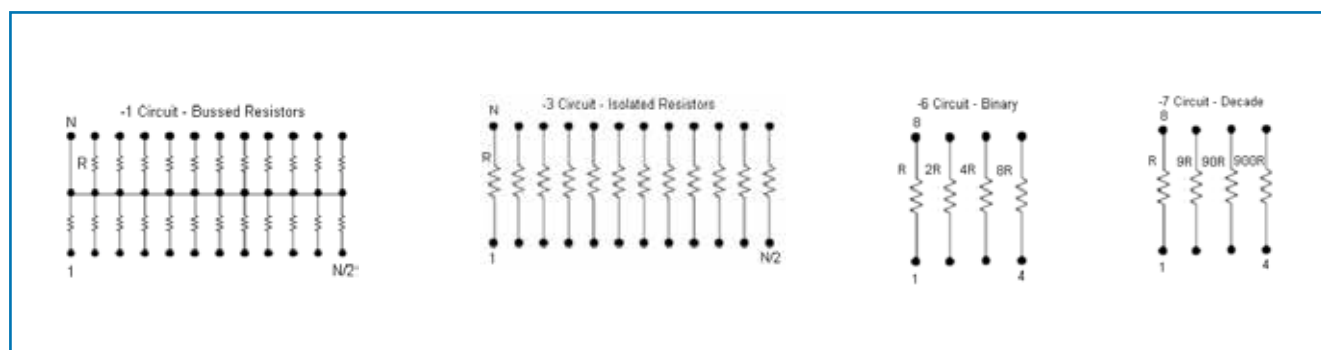 -1 Circuit - Bussed Resistors
N
R
1
N/2
-3 Circuit - Isolated Resistors
N
R
1
N/2
-6 Circuit - Binary
8
R 2R 4R 8R
1 4
-7 Circuit - Decade
8
R 9R 90R 900R
1 4